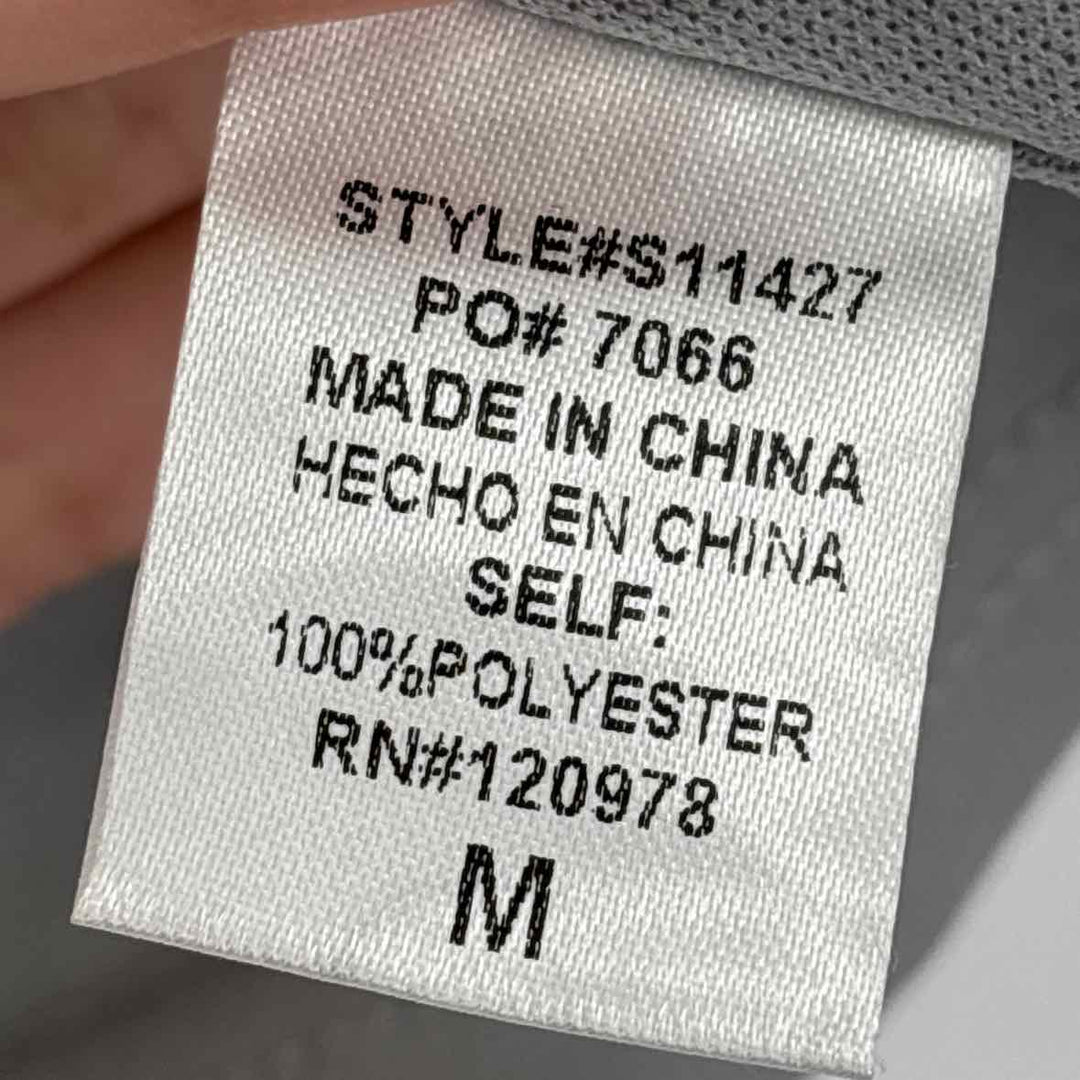 STYLE#S11427
PO# 7066
MADE IN CHINA
HECHO EN CHINA
SELF:
100%POLYESTER
RN#120978
M